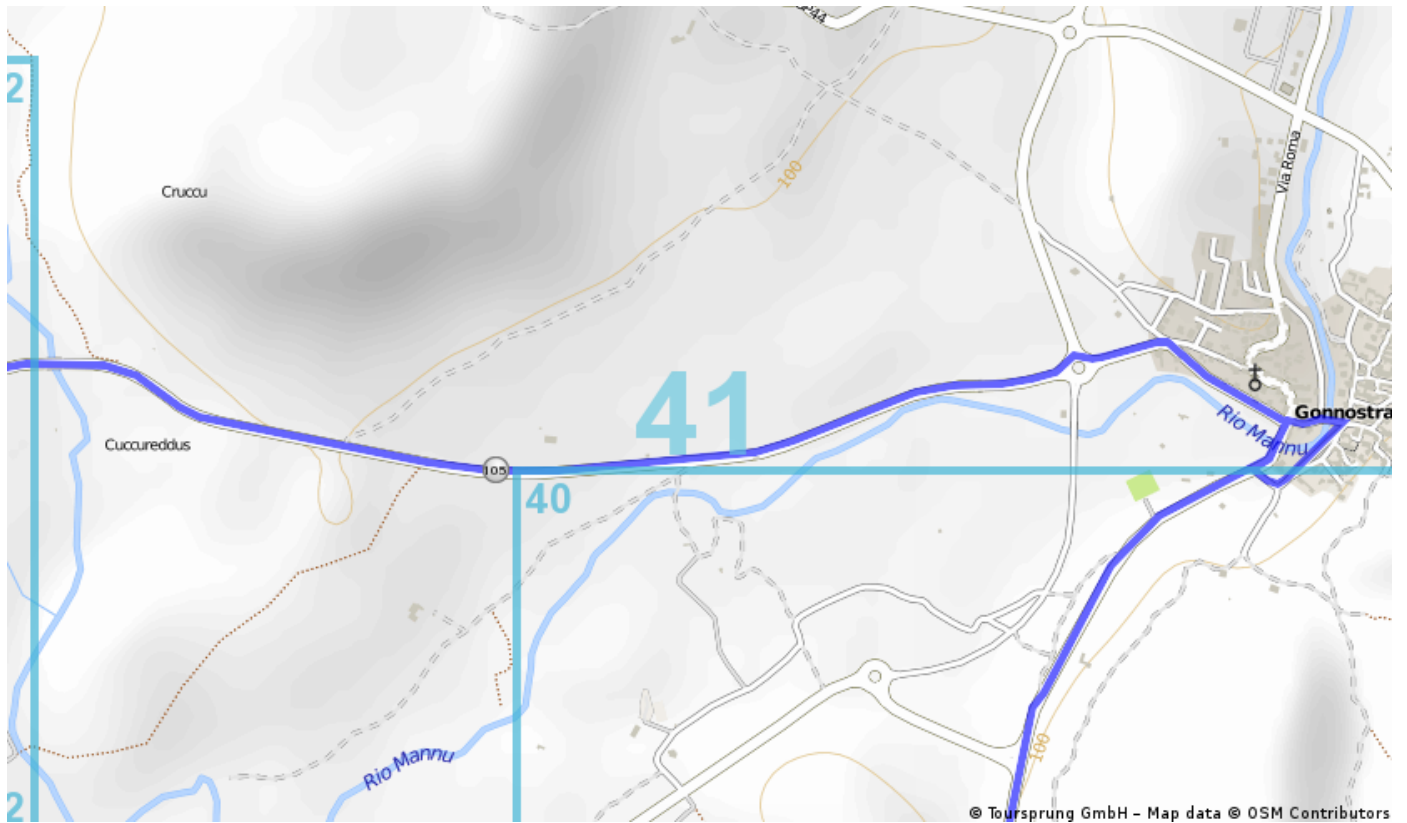 P44
2
100
Via Roma
Cruccu
41
Gonnostra
Rio Mannu
Cuccureddus
105
40
Rio Mannu
100
2
© Toursprung GmbH – Map data © OSM Contributors